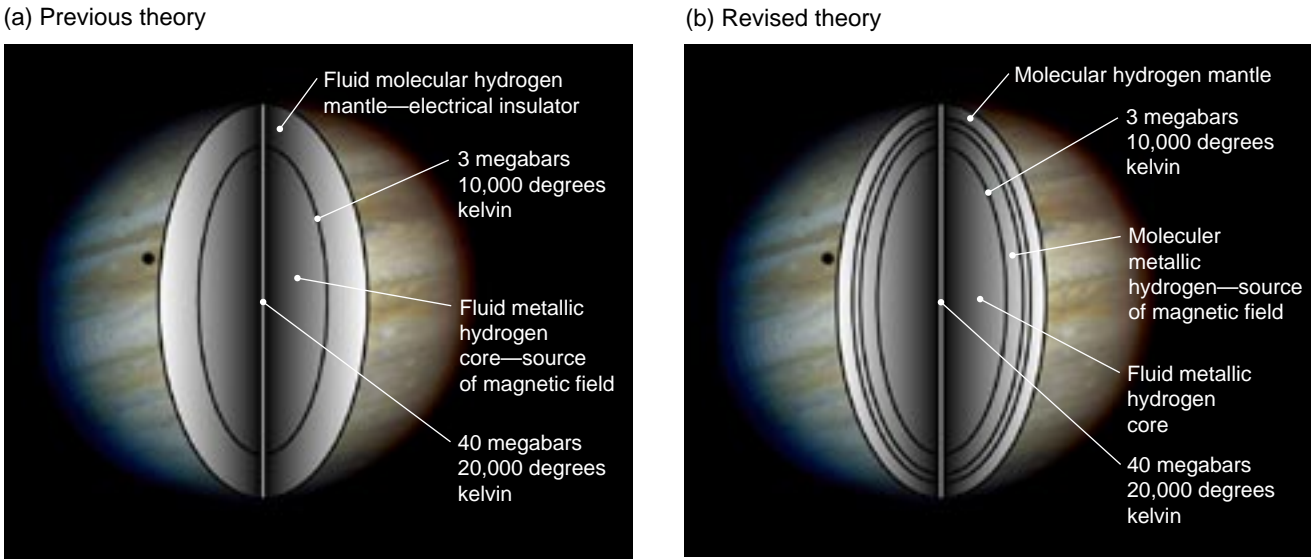 (a) Previous theory
Fluid molecular hydrogen
mantle—electrical insulator
3 megabars
10,000 degrees
kelvin
Fluid metallic
hydrogen
core—source
of magnetic field
40 megabars
20,000 degrees
kelvin
(b) Revised theory
Molecular hydrogen mantle
3 megabars
10,000 degrees
kelvin
Moleculer
metallic
hydrogen—source
of magnetic field
Fluid metallic
hydrogen
core
40 megabars
20,000 degrees
kelvin